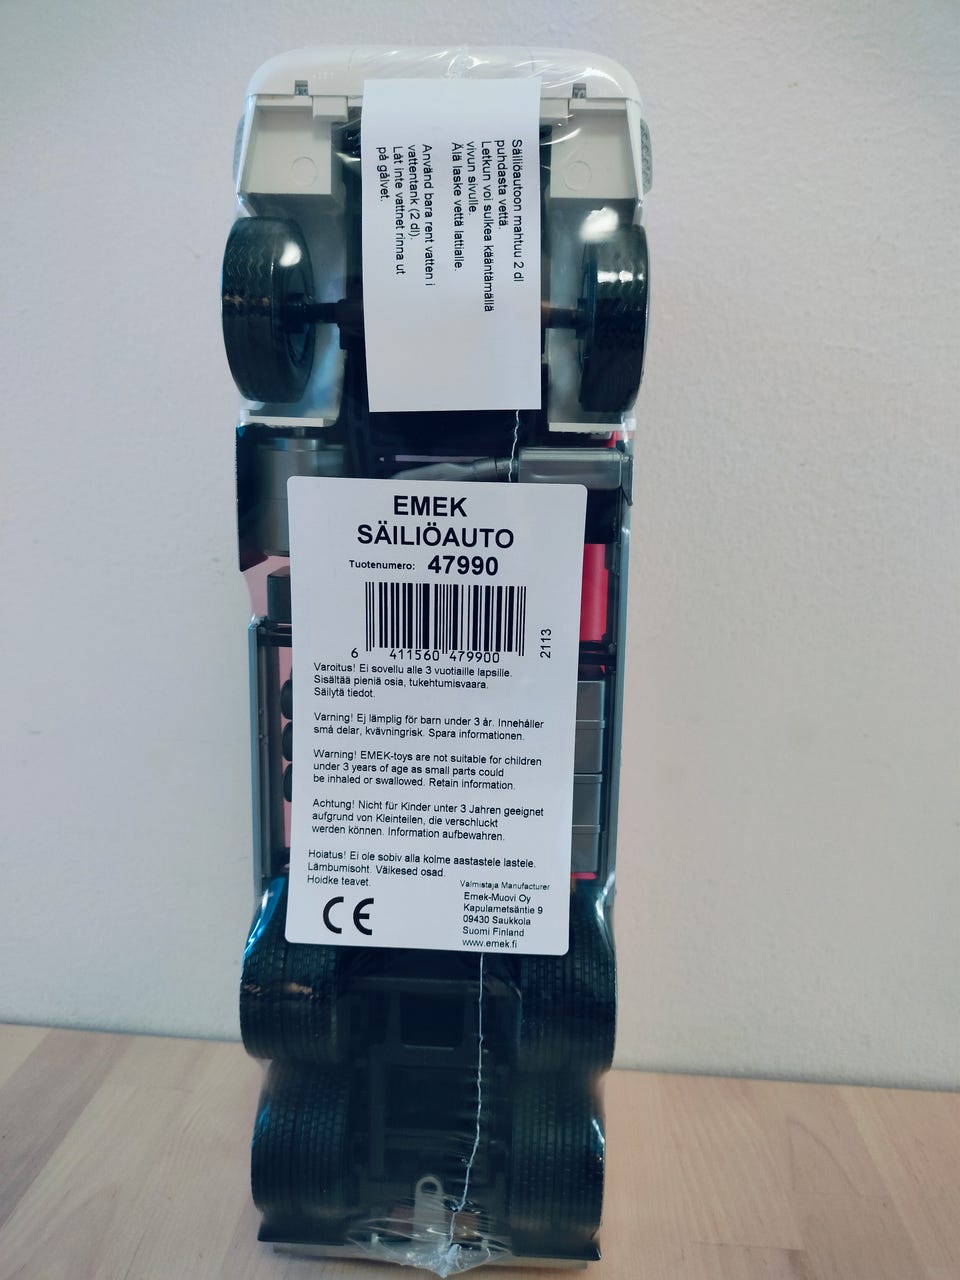 Säiliöautoon mahtuu 2 dl
puhdasta vettä.
Letkun voi sulkea kääntämällä
vivun sivulle.
Älä laske vettä lattialle.
Använd bara rent vatten i
vattentank (2 dl).
Låt inte vattnet rinna ut
på gålvet.
EMEK
SÄILIÖAUTO
Tuotenumero: 47990
6 411560 479900
2113
Varoitus! Ei sovellu alle 3 vuotiaille lapsille.
Sisältää pieniä osia, tukehtumisvaara.
Säilytä tiedot.
Varning! Ej lämplig för barn under 3 år. Innehåller
små delar, kvävningrisk. Spara informationen.
Warning! EMEK-toys are not suitable for children
under 3 years of age as small parts could
be inhaled or swallowed. Retain information.
Achtung! Nicht für Kinder unter 3 Jahren geeignet
aufgrund von Kleinteilen, die verschluckt
werden können. Information aufbewahren.
Hoiatus! Ei ole sobiv alla kolme aastastele lastele.
Lämbumisoht. Väikesed osad.
Hoidke teavet.
CE
Valmistaja Manufacturer
Emek-Muovi Oy
Kapulametsäntie 9
09430 Saukkola
Suomi Finland
www.emek.fi